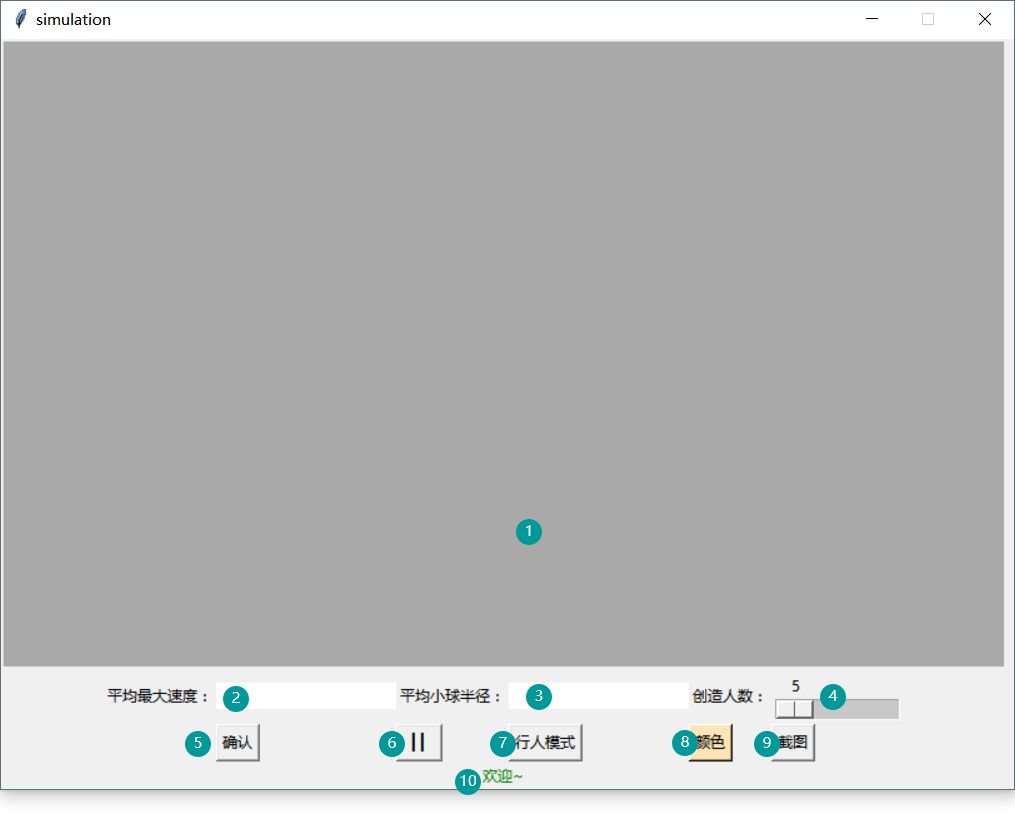 simulation
1
平均最大速度： 2 平均小球半径： 3 创造人数： 5 4
5 确认 6 || 7 行人模式 8 颜色 9 截图
10 欢迎~